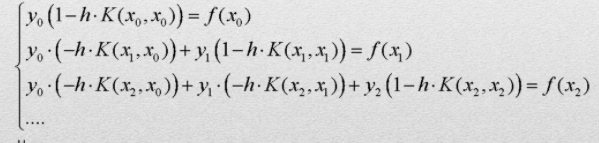 y₀(1−h·K(x₀,x₀))=f(x₀)
y₀·(−h·K(x₁,x₀))+y₁(1−h·K(x₁,x₁))=f(x₁)
y₀·(−h·K(x₂,x₀))+y₁·(−h·K(x₂,x₁))+y₂(1−h·K(x₂,x₂))=f(x₂)
....